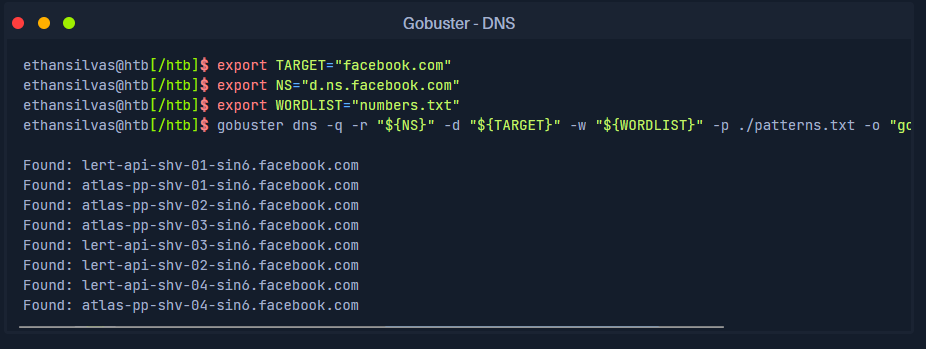 Gobuster - DNS
ethansilvas@htb[/htb]$ export TARGET="facebook.com"
ethansilvas@htb[/htb]$ export NS="d.ns.facebook.com"
ethansilvas@htb[/htb]$ export WORDLIST="numbers.txt"
ethansilvas@htb[/htb]$ gobuster dns -q -r "${NS}" -d "${TARGET}" -w "${WORDLIST}" -p ./patterns.txt -o "go
Found: lert-api-shv-01-sin6.facebook.com
Found: atlas-pp-shv-01-sin6.facebook.com
Found: atlas-pp-shv-02-sin6.facebook.com
Found: atlas-pp-shv-03-sin6.facebook.com
Found: lert-api-shv-03-sin6.facebook.com
Found: lert-api-shv-02-sin6.facebook.com
Found: lert-api-shv-04-sin6.facebook.com
Found: atlas-pp-shv-04-sin6.facebook.com